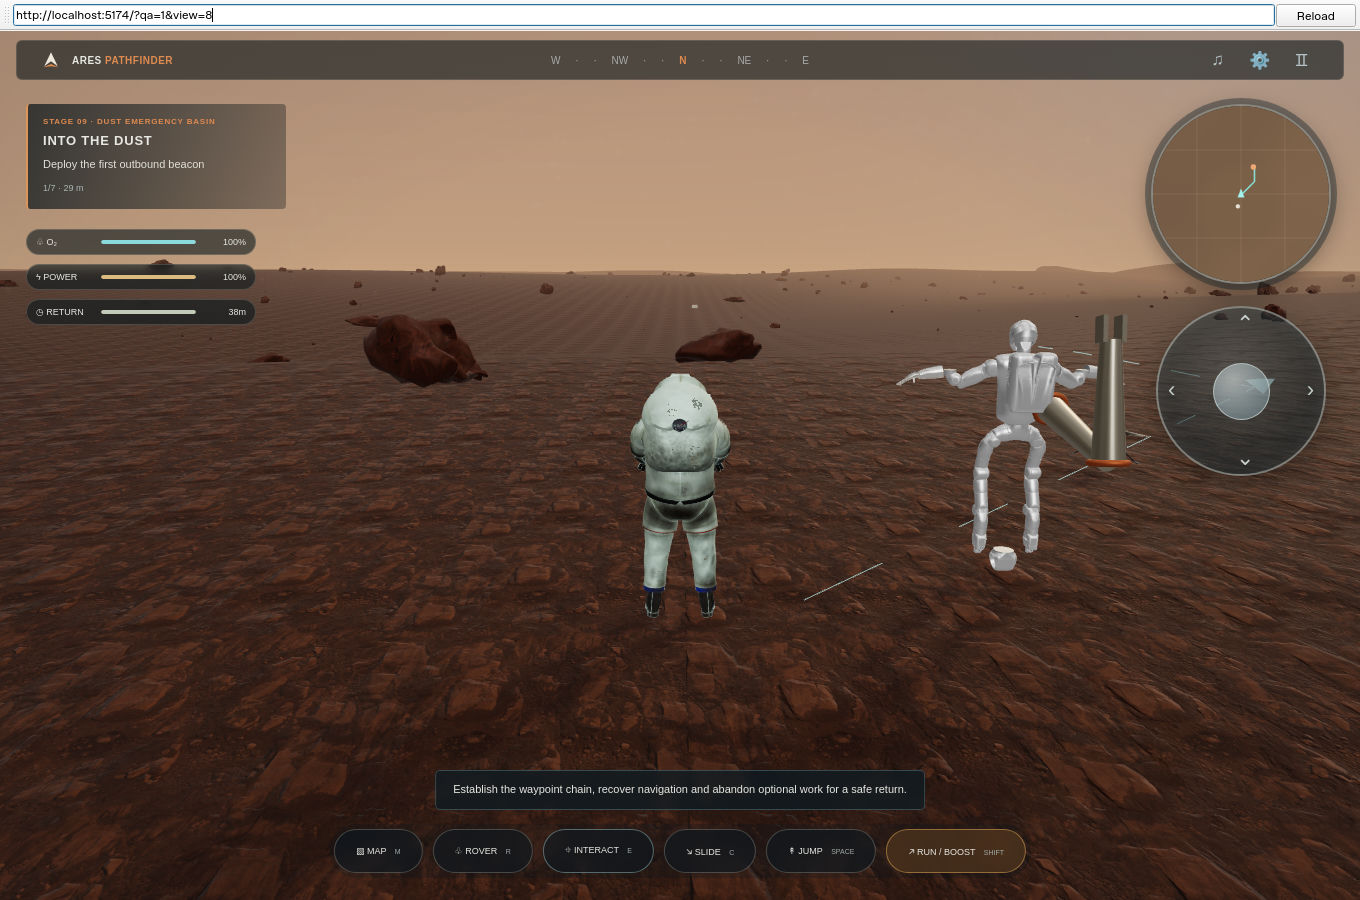 http://localhost:5174/?qa=1&view=8
Reload
ARES PATHFINDER
W · · NW · · N · · NE · · E
STAGE 09 · DUST EMERGENCY BASIN
INTO THE DUST
Deploy the first outbound beacon
1/7 · 29 m
O₂ 100%
POWER 100%
RETURN 38m
Establish the waypoint chain, recover navigation and abandon optional work for a safe return.
MAP M
ROVER R
INTERACT E
SLIDE C
JUMP SPACE
RUN / BOOST SHIFT